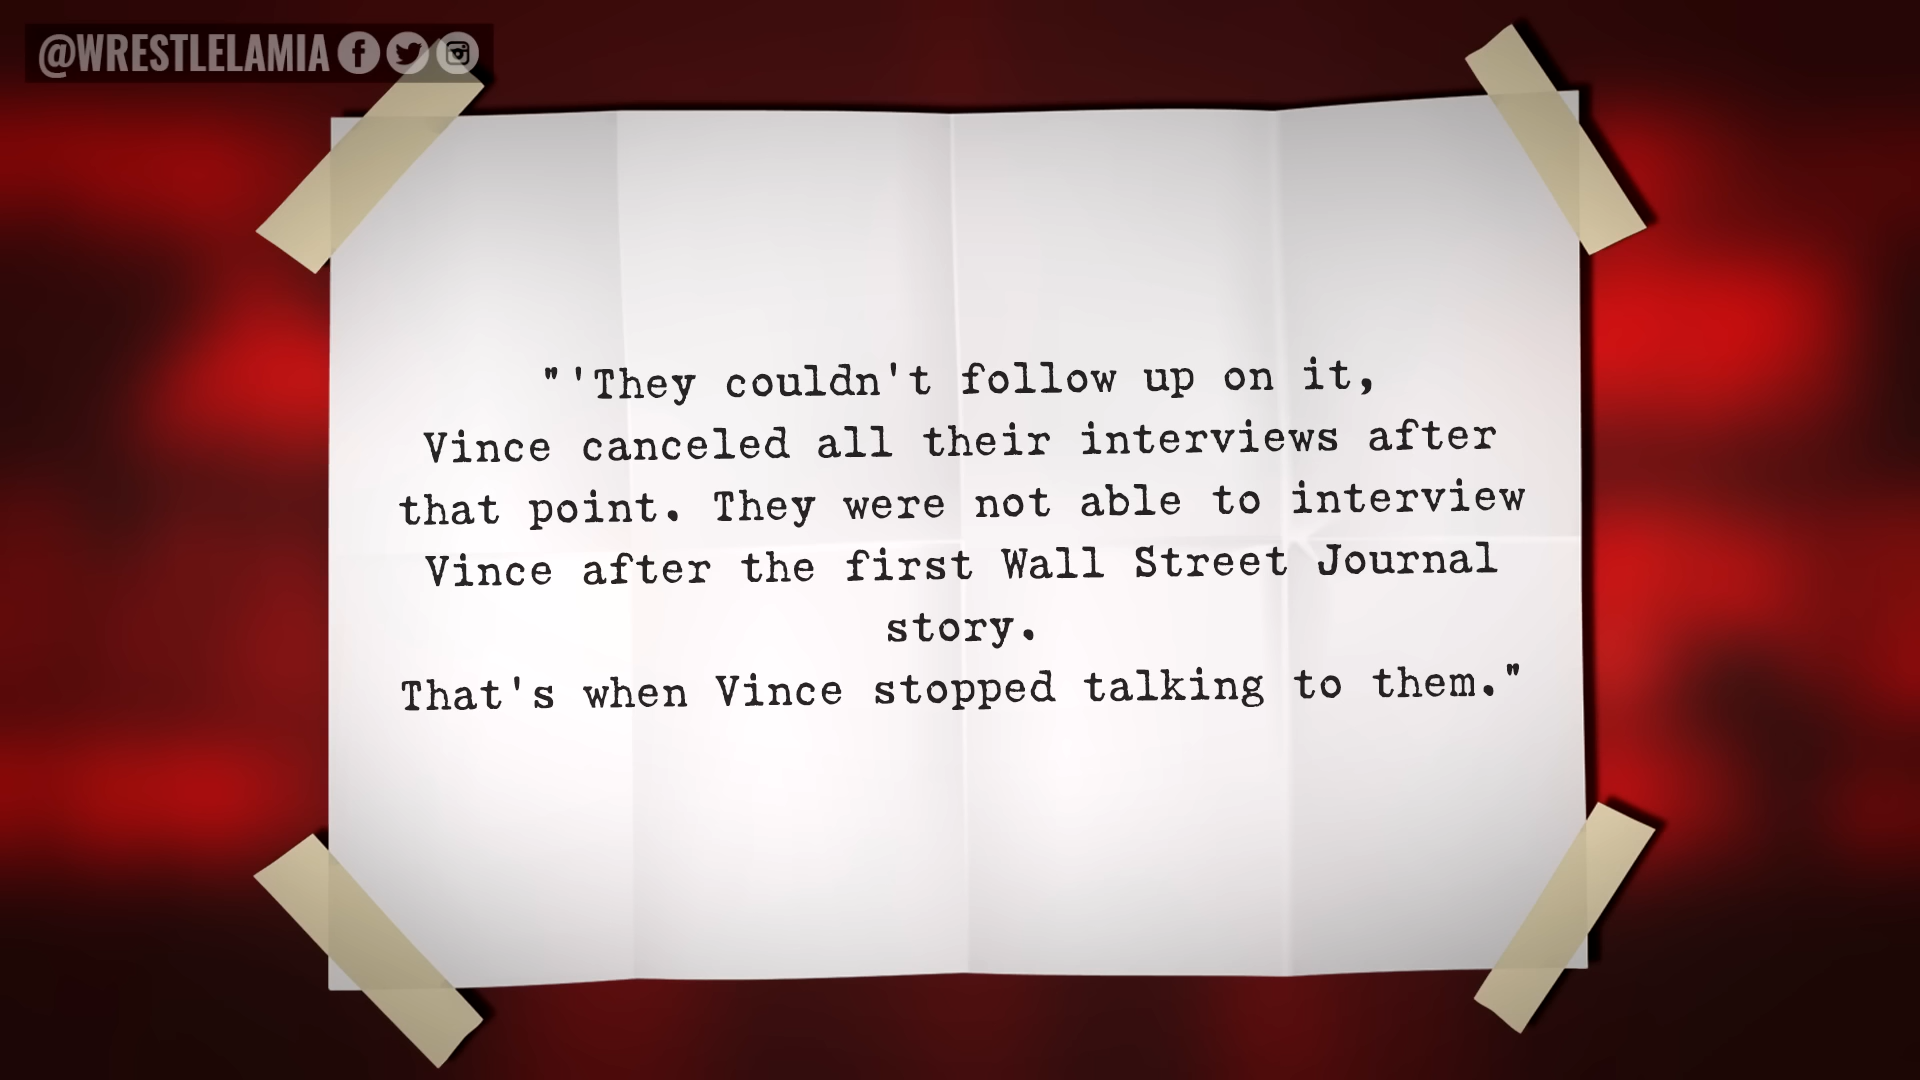 @WRESTLELAMIA
"'They couldn't follow up on it,
Vince canceled all their interviews after
that point. They were not able to interview
Vince after the first Wall Street Journal
story.
That's when Vince stopped talking to them."